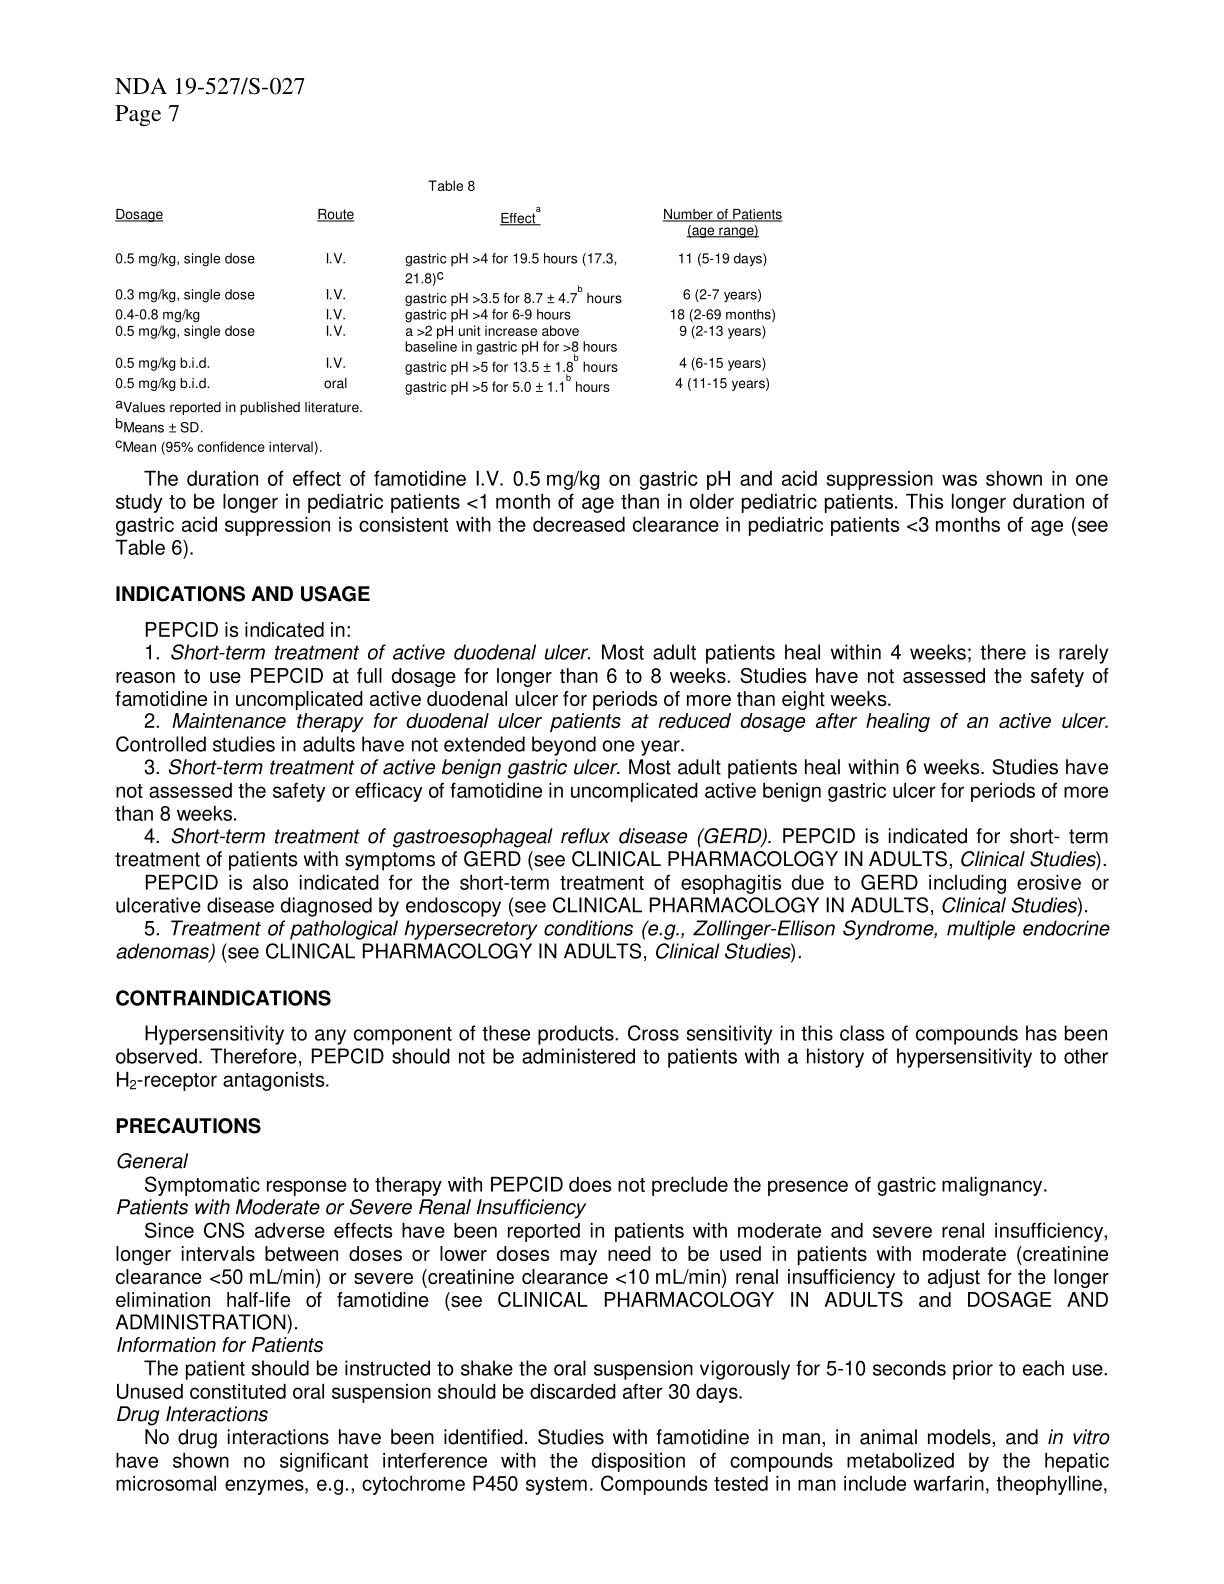 NDA 19-527/S-027
Page 7
Table 8
Dosage Route Effect^a Number of Patients
(age range)
0.5 mg/kg, single dose I.V. gastric pH >4 for 19.5 hours (17.3, 11 (5-19 days)
21.8)^c
0.3 mg/kg, single dose I.V. gastric pH >3.5 for 8.7 ± 4.7^b hours 6 (2-7 years)
0.4-0.8 mg/kg I.V. gastric pH >4 for 6-9 hours 18 (2-69 months)
0.5 mg/kg, single dose I.V. a >2 pH unit increase above 9 (2-13 years)
baseline in gastric pH for >8 hours
0.5 mg/kg b.i.d. I.V. gastric pH >5 for 13.5 ± 1.8^b hours 4 (6-15 years)
0.5 mg/kg b.i.d. oral gastric pH >5 for 5.0 ± 1.1^b hours 4 (11-15 years)
^aValues reported in published literature.
^bMeans ± SD.
^cMean (95% confidence interval).
The duration of effect of famotidine I.V. 0.5 mg/kg on gastric pH and acid suppression was shown in one
study to be longer in pediatric patients <1 month of age than in older pediatric patients. This longer duration of
gastric acid suppression is consistent with the decreased clearance in pediatric patients <3 months of age (see
Table 6).
INDICATIONS AND USAGE
PEPCID is indicated in:
1. Short-term treatment of active duodenal ulcer. Most adult patients heal within 4 weeks; there is rarely
reason to use PEPCID at full dosage for longer than 6 to 8 weeks. Studies have not assessed the safety of
famotidine in uncomplicated active duodenal ulcer for periods of more than eight weeks.
2. Maintenance therapy for duodenal ulcer patients at reduced dosage after healing of an active ulcer.
Controlled studies in adults have not extended beyond one year.
3. Short-term treatment of active benign gastric ulcer. Most adult patients heal within 6 weeks. Studies have
not assessed the safety or efficacy of famotidine in uncomplicated active benign gastric ulcer for periods of more
than 8 weeks.
4. Short-term treatment of gastroesophageal reflux disease (GERD). PEPCID is indicated for short- term
treatment of patients with symptoms of GERD (see CLINICAL PHARMACOLOGY IN ADULTS, Clinical Studies).
PEPCID is also indicated for the short-term treatment of esophagitis due to GERD including erosive or
ulcerative disease diagnosed by endoscopy (see CLINICAL PHARMACOLOGY IN ADULTS, Clinical Studies).
5. Treatment of pathological hypersecretory conditions (e.g., Zollinger-Ellison Syndrome, multiple endocrine
adenomas) (see CLINICAL PHARMACOLOGY IN ADULTS, Clinical Studies).
CONTRAINDICATIONS
Hypersensitivity to any component of these products. Cross sensitivity in this class of compounds has been
observed. Therefore, PEPCID should not be administered to patients with a history of hypersensitivity to other
H₂-receptor antagonists.
PRECAUTIONS
General
Symptomatic response to therapy with PEPCID does not preclude the presence of gastric malignancy.
Patients with Moderate or Severe Renal Insufficiency
Since CNS adverse effects have been reported in patients with moderate and severe renal insufficiency,
longer intervals between doses or lower doses may need to be used in patients with moderate (creatinine
clearance <50 mL/min) or severe (creatinine clearance <10 mL/min) renal insufficiency to adjust for the longer
elimination half-life of famotidine (see CLINICAL PHARMACOLOGY IN ADULTS and DOSAGE AND
ADMINISTRATION).
Information for Patients
The patient should be instructed to shake the oral suspension vigorously for 5-10 seconds prior to each use.
Unused constituted oral suspension should be discarded after 30 days.
Drug Interactions
No drug interactions have been identified. Studies with famotidine in man, in animal models, and in vitro
have shown no significant interference with the disposition of compounds metabolized by the hepatic
microsomal enzymes, e.g., cytochrome P450 system. Compounds tested in man include warfarin, theophylline,